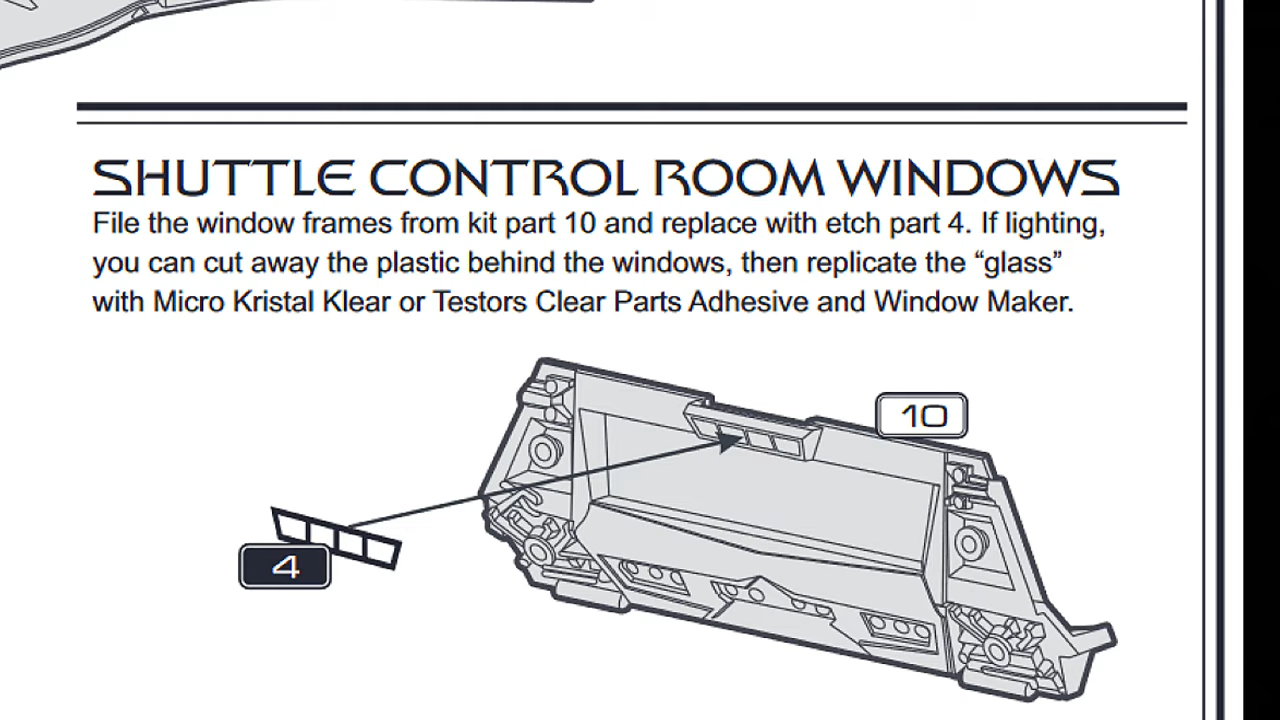 SHUTTLE CONTROL ROOM WINDOWS
File the window frames from kit part 10 and replace with etch part 4. If lighting,
you can cut away the plastic behind the windows, then replicate the “glass”
with Micro Kristal Klear or Testors Clear Parts Adhesive and Window Maker.
10
4